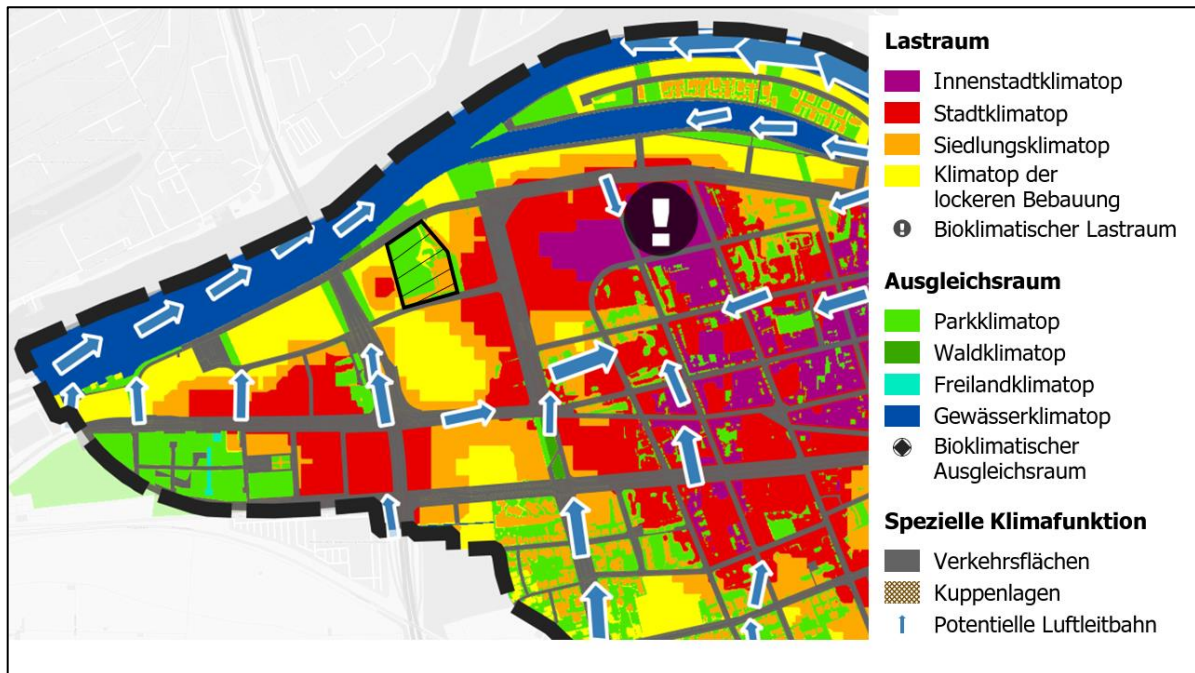 Lastraum
Innenstadtklimatop
Stadtklimatop
Siedlungsklimatop
Klimatop der
lockeren Bebauung
Bioklimatischer Lastraum
Ausgleichsraum
Parkklimatop
Waldklimatop
Freilandklimatop
Gewässerklimatop
Bioklimatischer
Ausgleichsraum
Spezielle Klimafunktion
Verkehrsflächen
Kuppenlagen
Potentielle Luftleitbahn